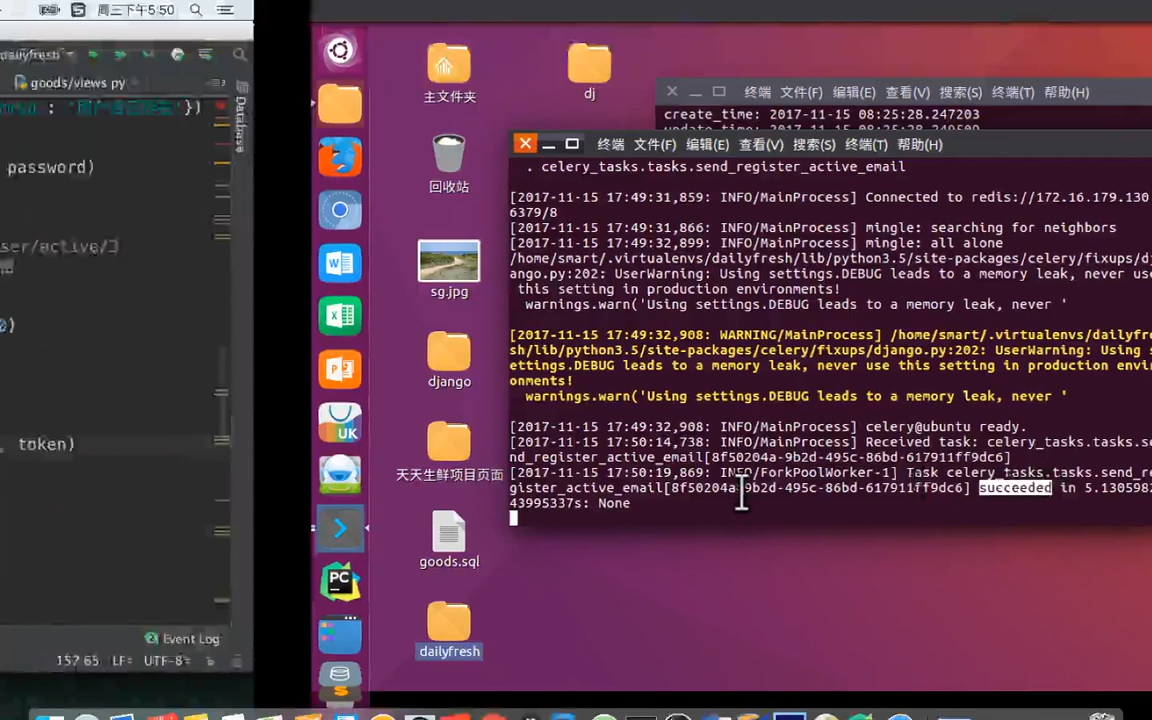 周三下午5:50
dailyfresh
goods/views.py
Database
password)
token)
Event Log
157:65 LF÷ UTF-8÷
主文件夹
dj
回收站
sg.jpg
django
天天生鲜项目页面
goods.sql
dailyfresh
UK
PC
终端 文件(F) 编辑(E) 查看(V) 搜索(S) 终端(T) 帮助(H)
create_time: 2017-11-15 08:25:28.247203
终端 文件(F) 编辑(E) 查看(V) 搜索(S) 终端(T) 帮助(H)
. celery_tasks.tasks.send_register_active_email
[2017-11-15 17:49:31,859: INFO/MainProcess] Connected to redis://172.16.179.130
6379/8
[2017-11-15 17:49:31,866: INFO/MainProcess] mingle: searching for neighbors
[2017-11-15 17:49:32,899: INFO/MainProcess] mingle: all alone
/home/smart/.virtualenvs/dailyfresh/lib/python3.5/site-packages/celery/fixups/dj
ango.py:202: UserWarning: Using settings.DEBUG leads to a memory leak, never use
this setting in production environments!
warnings.warn('Using settings.DEBUG leads to a memory leak, never '
[2017-11-15 17:49:32,908: WARNING/MainProcess] /home/smart/.virtualenvs/dailyfre
sh/lib/python3.5/site-packages/celery/fixups/django.py:202: UserWarning: Using s
ettings.DEBUG leads to a memory leak, never use this setting in production envir
onments!
warnings.warn('Using settings.DEBUG leads to a memory leak, never '
[2017-11-15 17:49:32,908: INFO/MainProcess] celery@ubuntu ready.
[2017-11-15 17:50:14,738: INFO/MainProcess] Received task: celery_tasks.tasks.se
nd_register_active_email[8f50204a-9b2d-495c-86bd-617911ff9dc6]
[2017-11-15 17:50:19,869: INFO/ForkPoolWorker-1] Task celery_tasks.tasks.send_re
gister_active_email[8f50204a-9b2d-495c-86bd-617911ff9dc6] succeeded in 5.1305982
43995337s: None